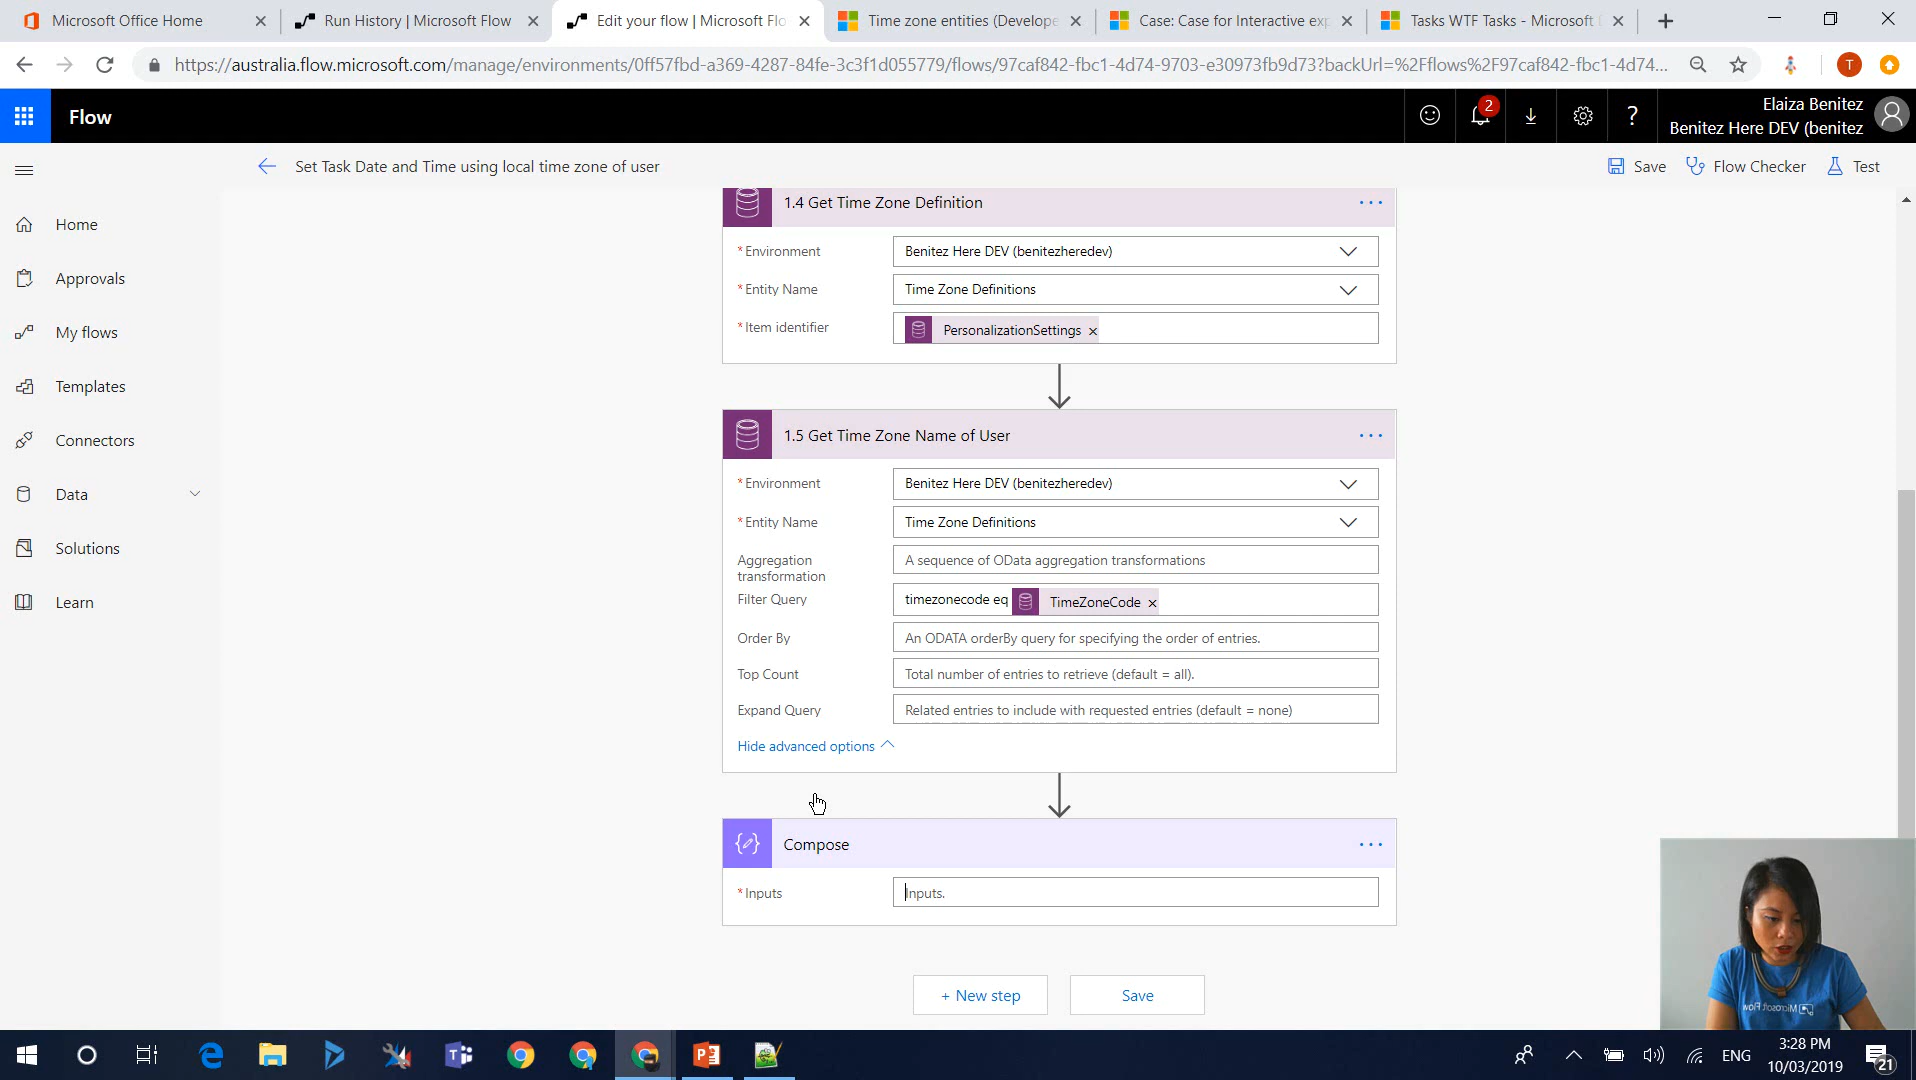 Microsoft Office Home
Run History | Microsoft Flow
Edit your flow | Microsoft Flo
Time zone entities (Develope
Case: Case for Interactive exp
Tasks WTF Tasks - Microsoft
https://australia.flow.microsoft.com/manage/environments/0ff57fbd-a369-4287-84fe-3c3f1d055779/flows/97caf842-fbc1-4d74-9703-e30973fb9d73?backUrl=%2Fflows%2F97caf842-fbc1-4d74...
T
Flow
2
?
Elaiza Benitez
Benitez Here DEV (benitez
Set Task Date and Time using local time zone of user
Save
Flow Checker
Test
Home
Approvals
My flows
Templates
Connectors
Data
Solutions
Learn
1.4 Get Time Zone Definition
* Environment
Benitez Here DEV (benitezheredev)
* Entity Name
Time Zone Definitions
* Item identifier
PersonalizationSettings ×
1.5 Get Time Zone Name of User
* Environment
Benitez Here DEV (benitezheredev)
* Entity Name
Time Zone Definitions
Aggregation
transformation
A sequence of OData aggregation transformations
Filter Query
timezonecode eq TimeZoneCode ×
Order By
An ODATA orderBy query for specifying the order of entries.
Top Count
Total number of entries to retrieve (default = all).
Expand Query
Related entries to include with requested entries (default = none)
Hide advanced options
Compose
* Inputs
Inputs.
+ New step
Save
Microsoft Flow
ENG
3:28 PM
10/03/2019
21